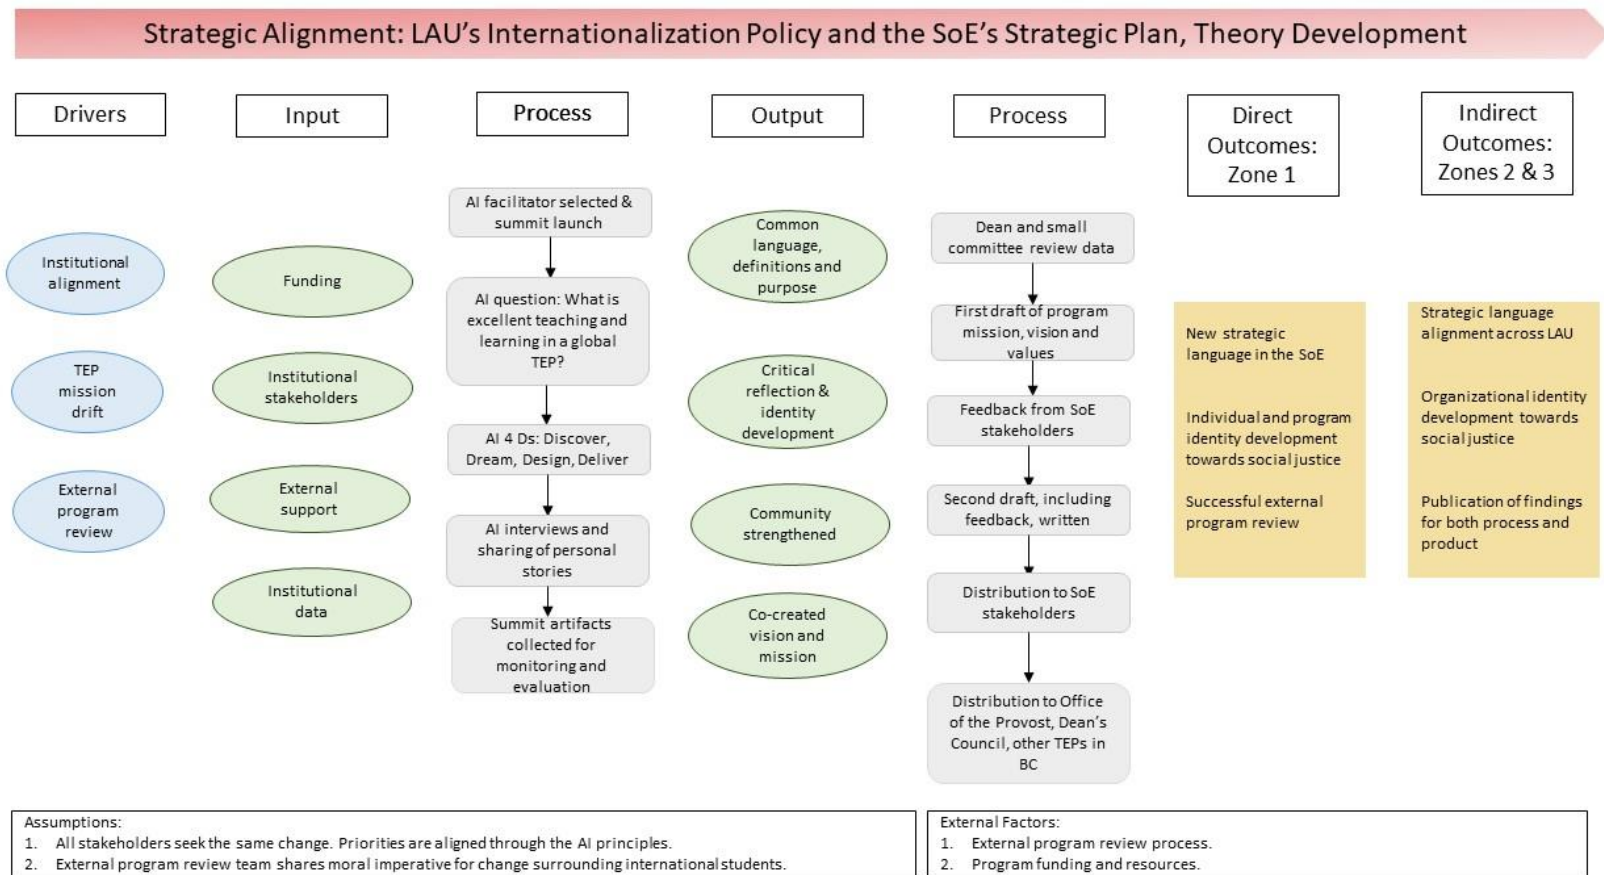 Strategic Alignment: LAU's Internationalization Policy and the SoE's Strategic Plan, Theory Development
Drivers
Institutional
alignment
TEP
mission
drift
External
program
review
Input
Funding
Institutional
stakeholders
External
support
Institutional
data
Process
AI facilitator selected &
summit launch
AI question: What is
excellent teaching and
learning in a global
TEP?
AI 4 Ds: Discover,
Dream, Design, Deliver
AI interviews and
sharing of personal
stories
Summit artifacts
collected for
monitoring and
evaluation
Output
Common
language,
definitions and
purpose
Critical
reflection &
identity
development
Community
strengthened
Co-created
vision and
mission
Process
Dean and small
committee review data
First draft of program
mission, vision and
values
Feedback from SoE
stakeholders
Second draft, including
feedback, written
Distribution to SoE
stakeholders
Distribution to Office
of the Provost, Dean's
Council, other TEPs in
BC
Direct
Outcomes:
Zone 1
New strategic
language in the SoE
Individual and program
identity development
towards social justice
Successful external
program review
Indirect
Outcomes:
Zones 2 & 3
Strategic language
alignment across LAU
Organizational identity
development towards
social justice
Publication of findings
for both process and
product
Assumptions:
1. All stakeholders seek the same change. Priorities are aligned through the AI principles.
2. External program review team shares moral imperative for change surrounding international students.
External Factors:
1. External program review process.
2. Program funding and resources.